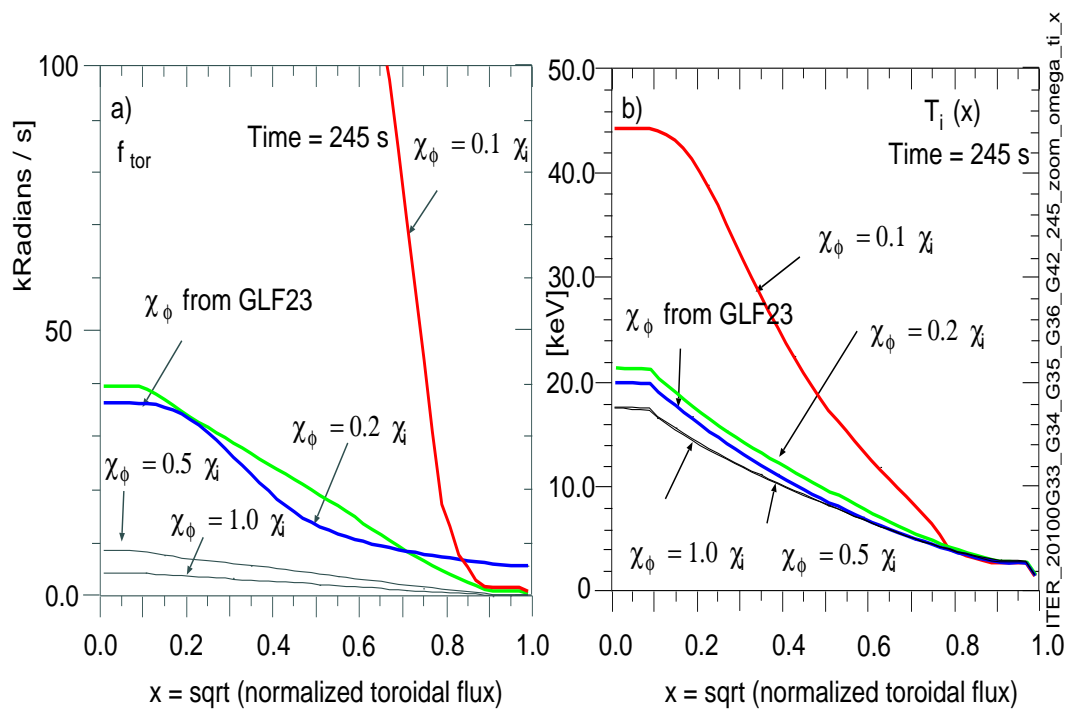 a)
f tor
Time = 245 s
χϕ = 0.1 χi
χϕ from GLF23
χϕ = 0.2 χi
χϕ = 0.5 χi
χϕ = 1.0 χi
kRadians / s]
100
50
0.0
0.0 0.2 0.4 0.6 0.8 1.0
x = sqrt (normalized toroidal flux)
b)
Ti (x)
Time = 245 s
χϕ = 0.1 χi
χϕ from GLF23
χϕ = 0.2 χi
χϕ = 1.0 χi
χϕ = 0.5 χi
[keV]
50.0
40.0
30.0
20.0
10.0
0
0.0 0.2 0.4 0.6 0.8 1.0
x = sqrt (normalized toroidal flux)
ITER_20100G33_G34_G35_G36_G42_245_zoom_omega_ti_x